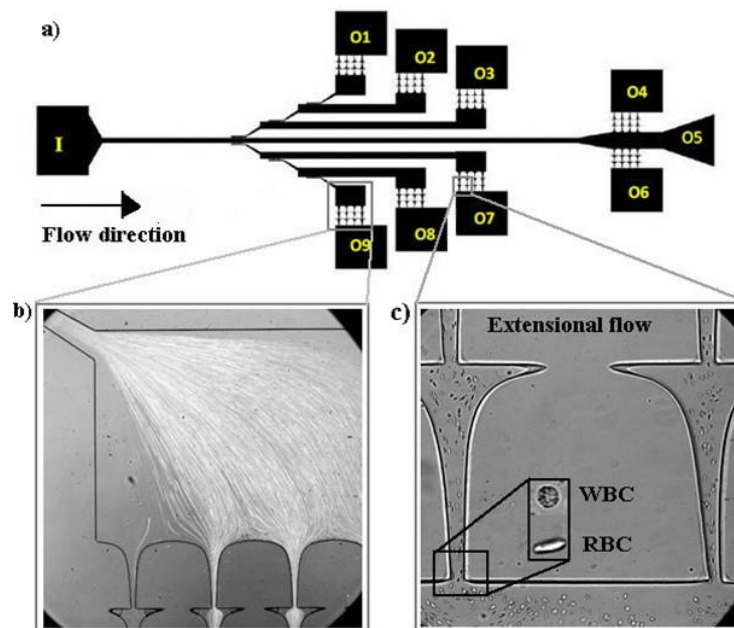 a)
O1
O2
O3
O4
I
O5
O6
Flow direction
O9
O8
O7
b)
c)
Extensional flow
WBC
RBC